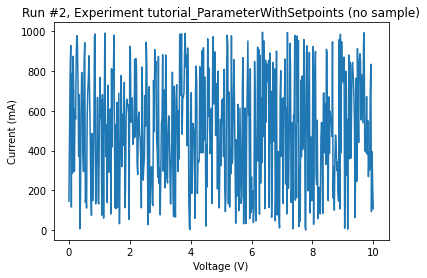 Run #2, Experiment tutorial_ParameterWithSetpoints (no sample)
1000
800
600
400
200
0
Current (mA)
0 2 4 6 8 10
Voltage (V)